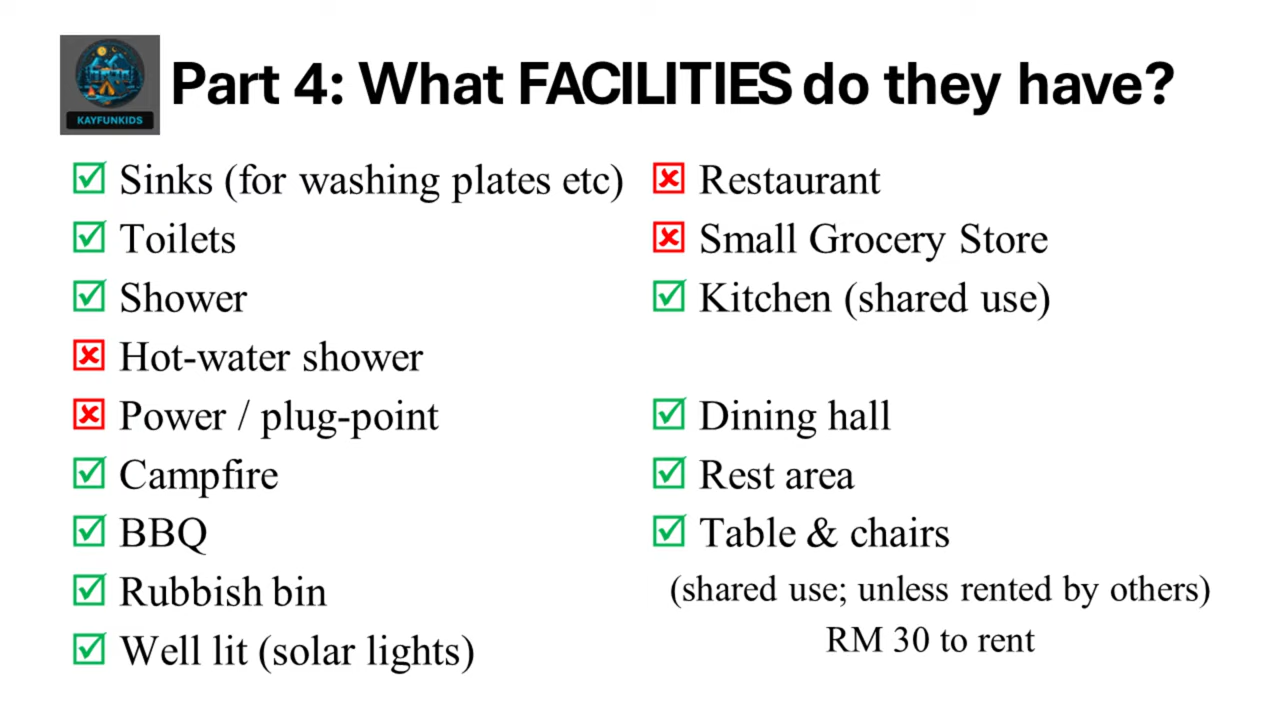 KAYFUNKIDS
Part 4: What FACILITIES do they have?
Sinks (for washing plates etc)
Toilets
Shower
Hot-water shower
Power / plug-point
Campfire
BBQ
Rubbish bin
Well lit (solar lights)
Restaurant
Small Grocery Store
Kitchen (shared use)
Dining hall
Rest area
Table & chairs
(shared use; unless rented by others)
RM 30 to rent